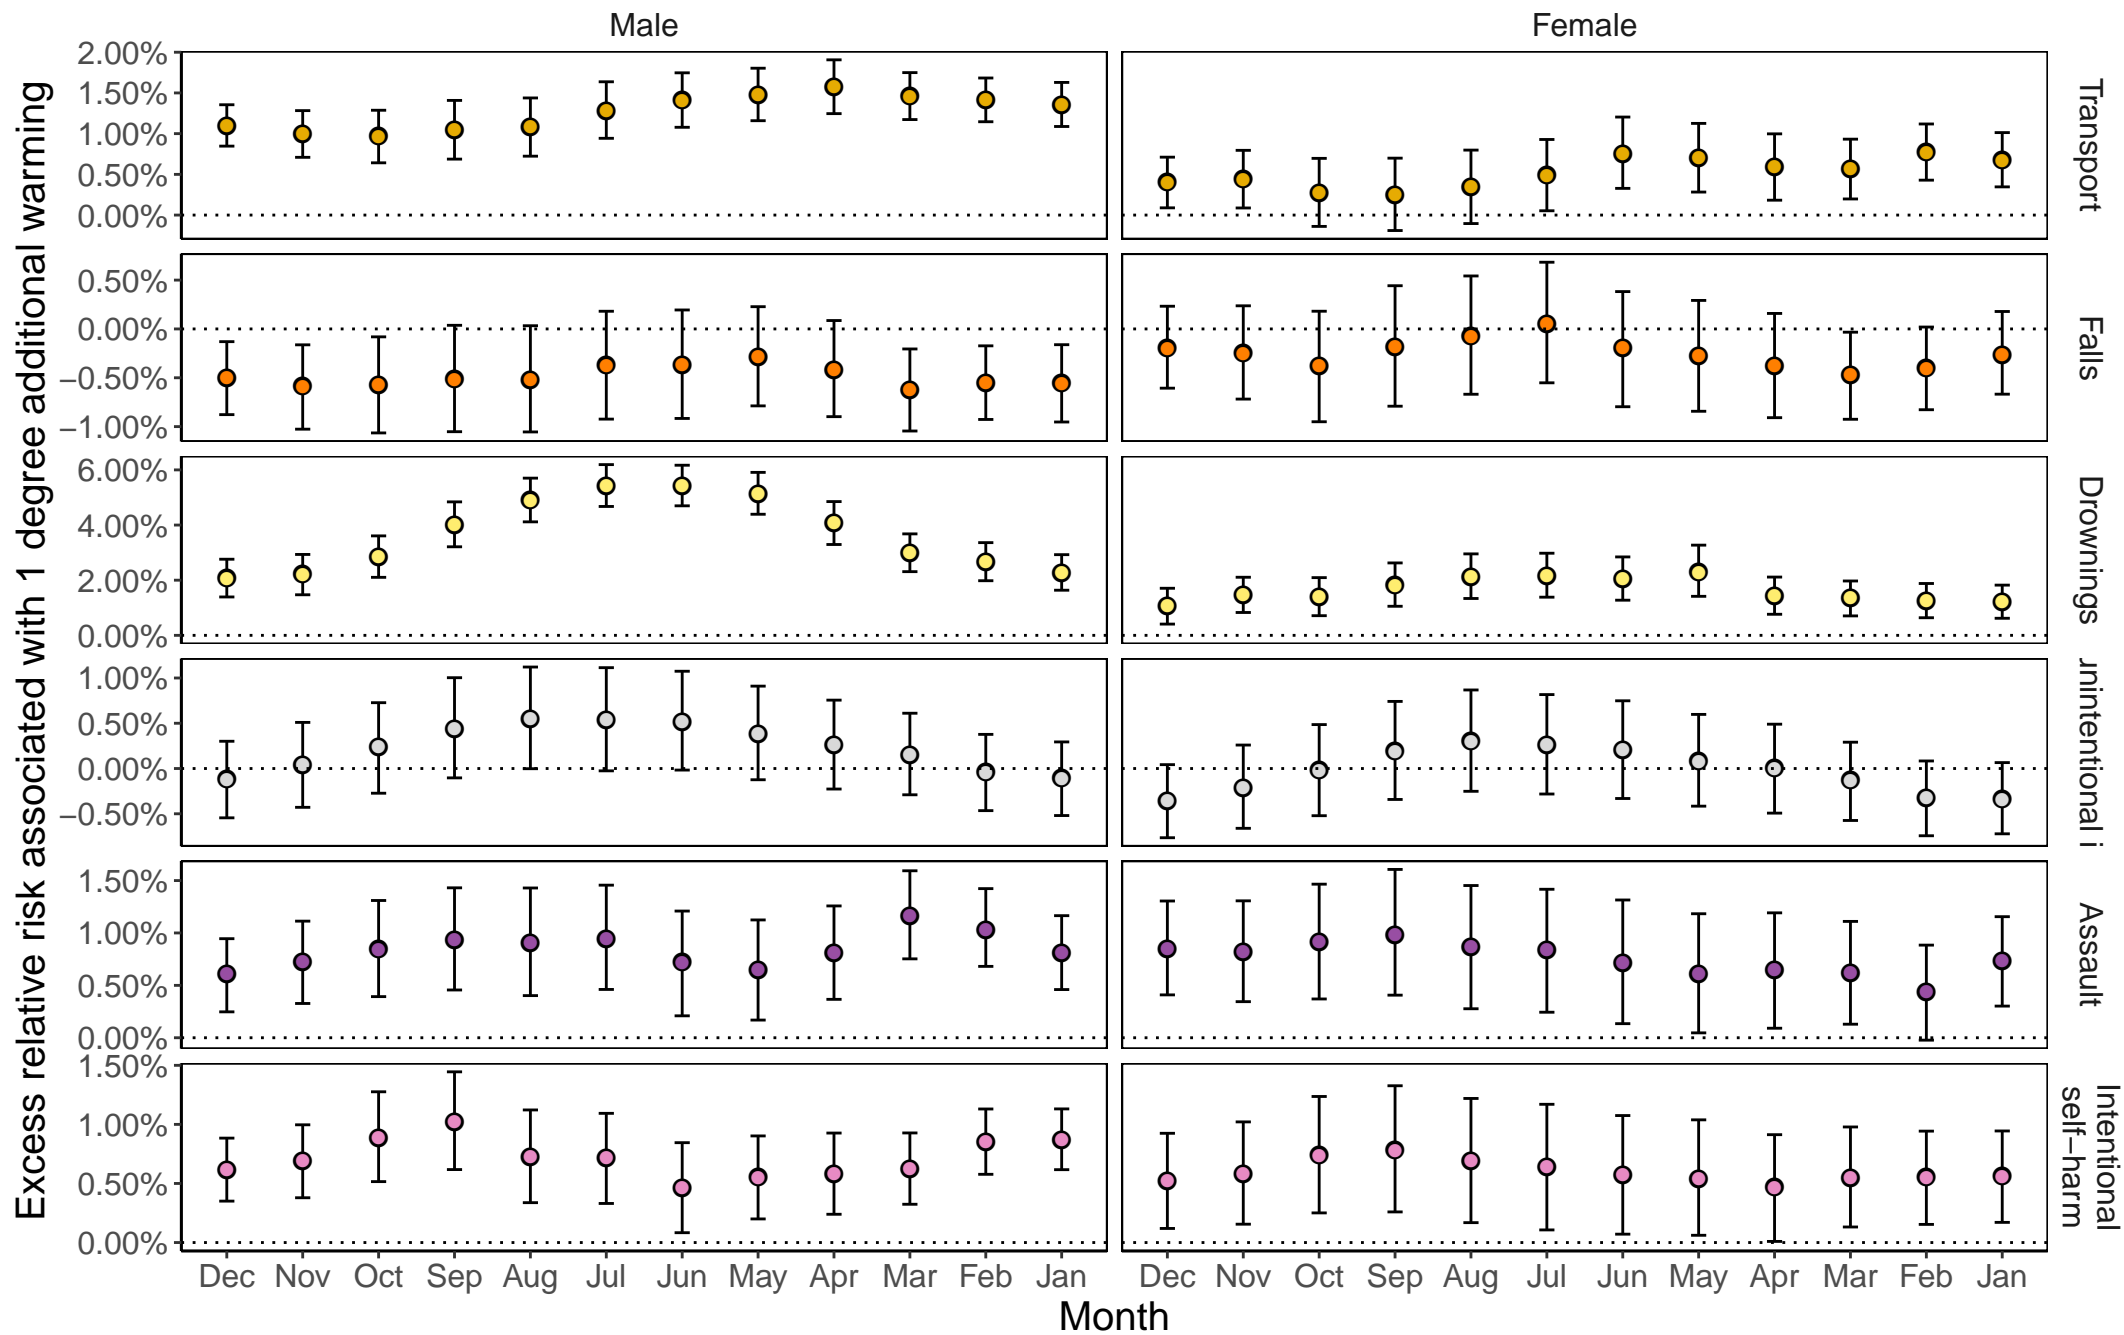 Male
Female
Excess relative risk associated with 1 degree additional warming
2.00%
1.50%
1.00%
0.50%
0.00%
Transport
0.50%
0.00%
−0.50%
−1.00%
Falls
6.00%
4.00%
2.00%
0.00%
Drownings
1.00%
0.50%
0.00%
−0.50%
unintentional i
1.50%
1.00%
0.50%
0.00%
Assault
1.50%
1.00%
0.50%
0.00%
Intentional
self−harm
Dec Nov Oct Sep Aug Jul Jun May Apr Mar Feb Jan
Dec Nov Oct Sep Aug Jul Jun May Apr Mar Feb Jan
Month